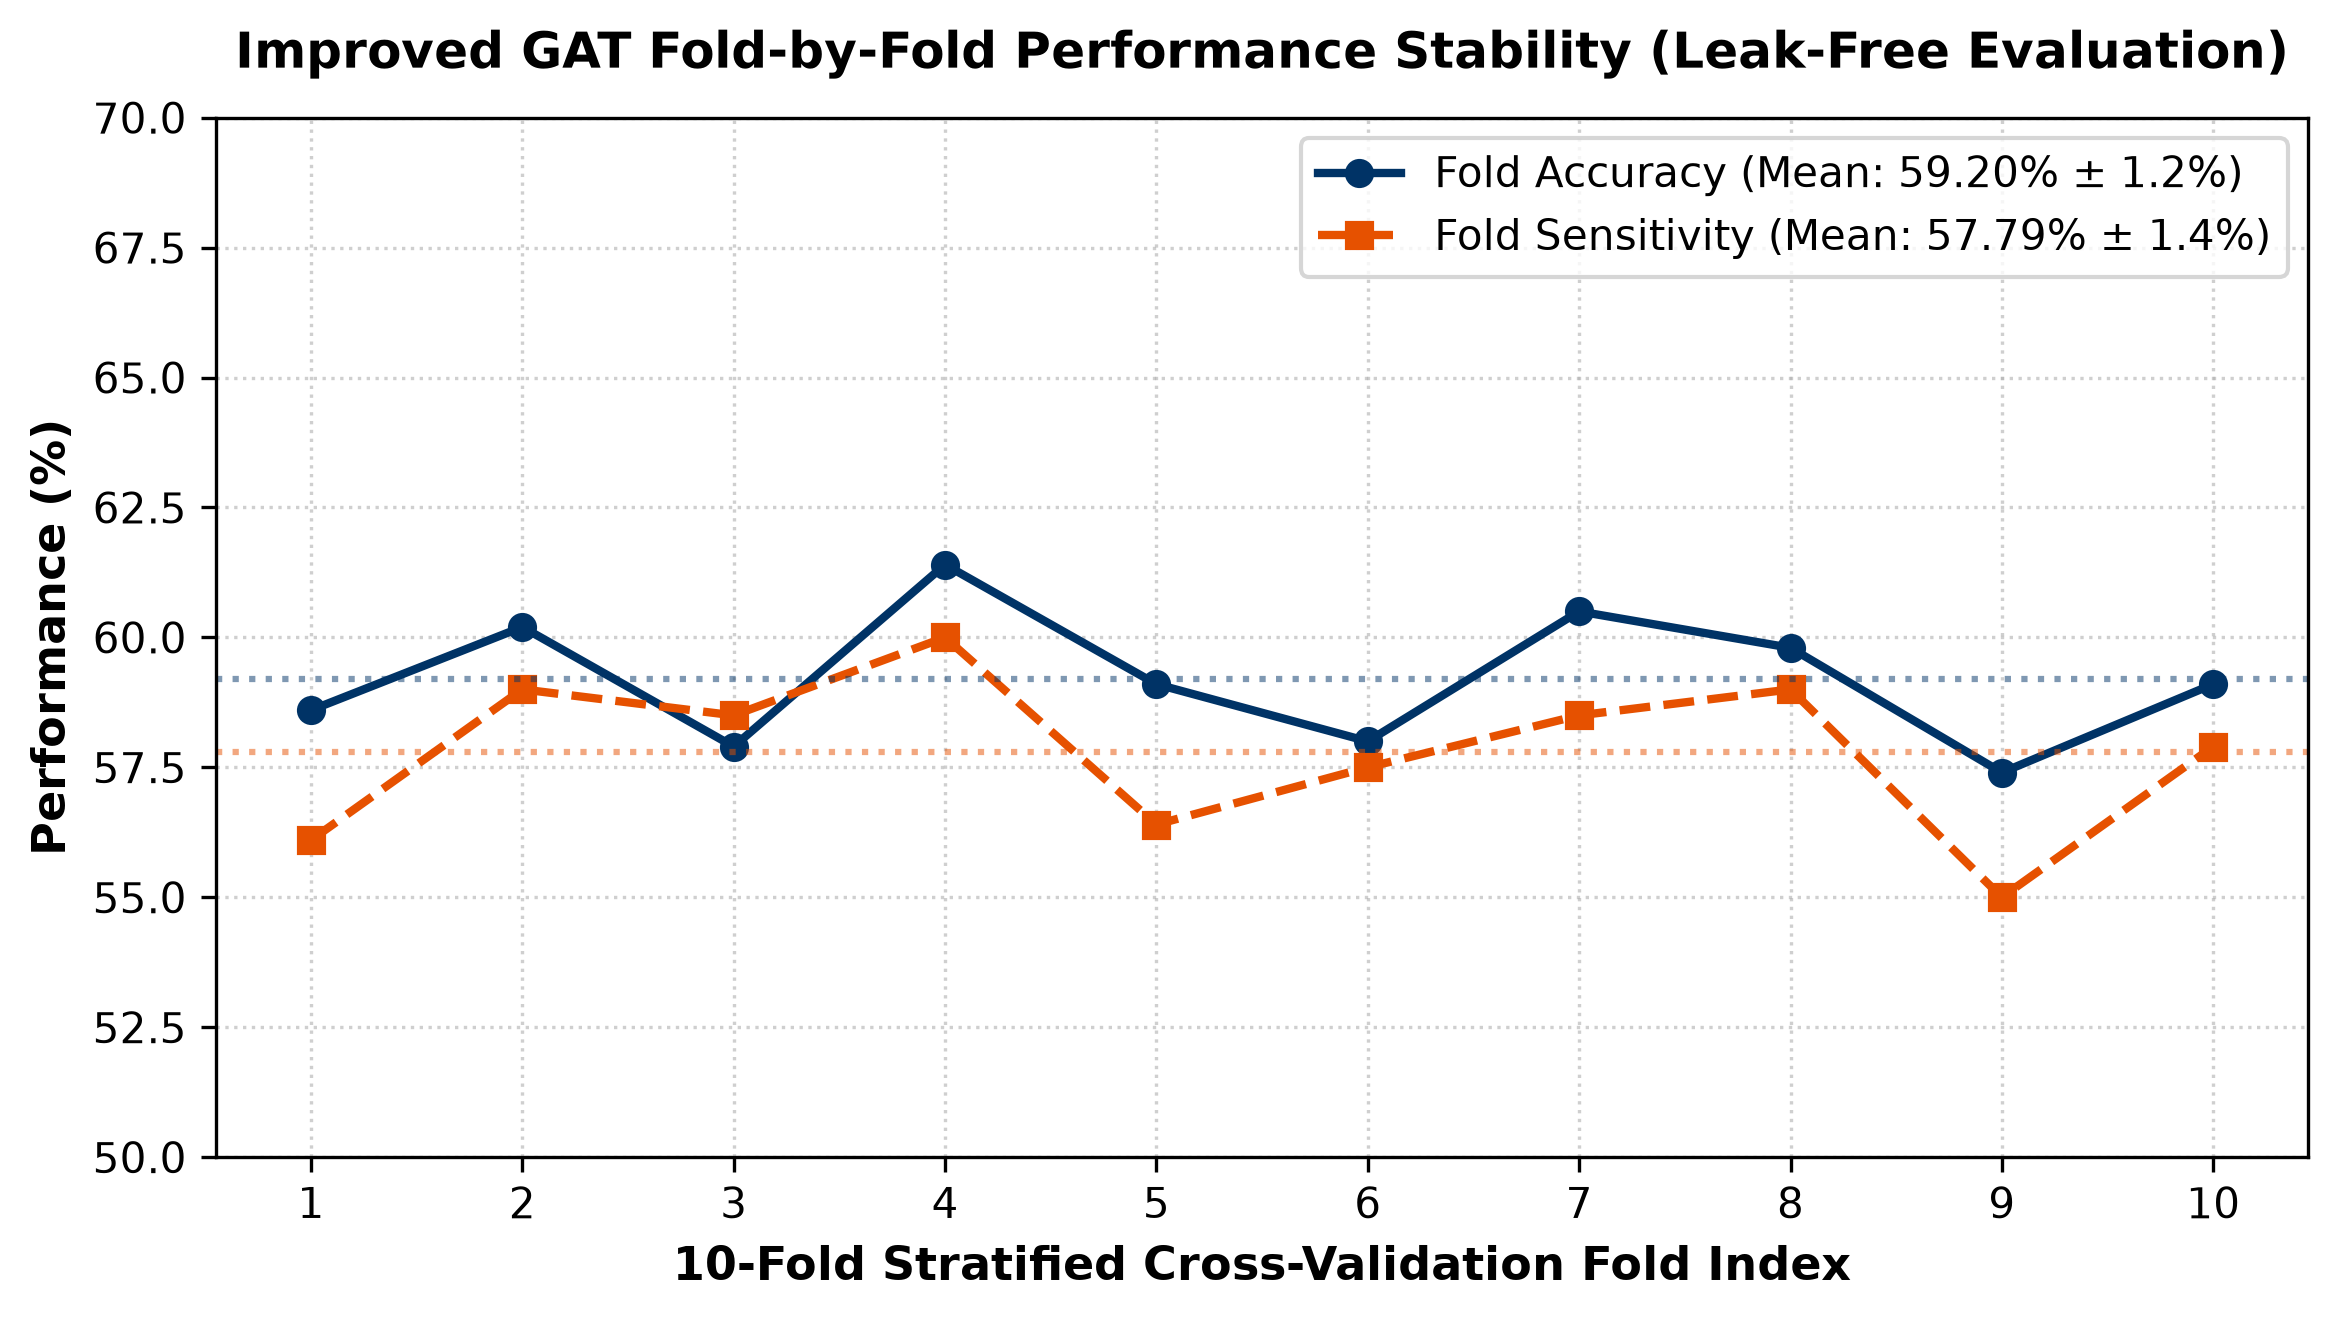 Improved GAT Fold-by-Fold Performance Stability (Leak-Free Evaluation)
Fold Accuracy (Mean: 59.20% ± 1.2%)
Fold Sensitivity (Mean: 57.79% ± 1.4%)
Performance (%)
70.0
67.5
65.0
62.5
60.0
57.5
55.0
52.5
50.0
1 2 3 4 5 6 7 8 9 10
10-Fold Stratified Cross-Validation Fold Index